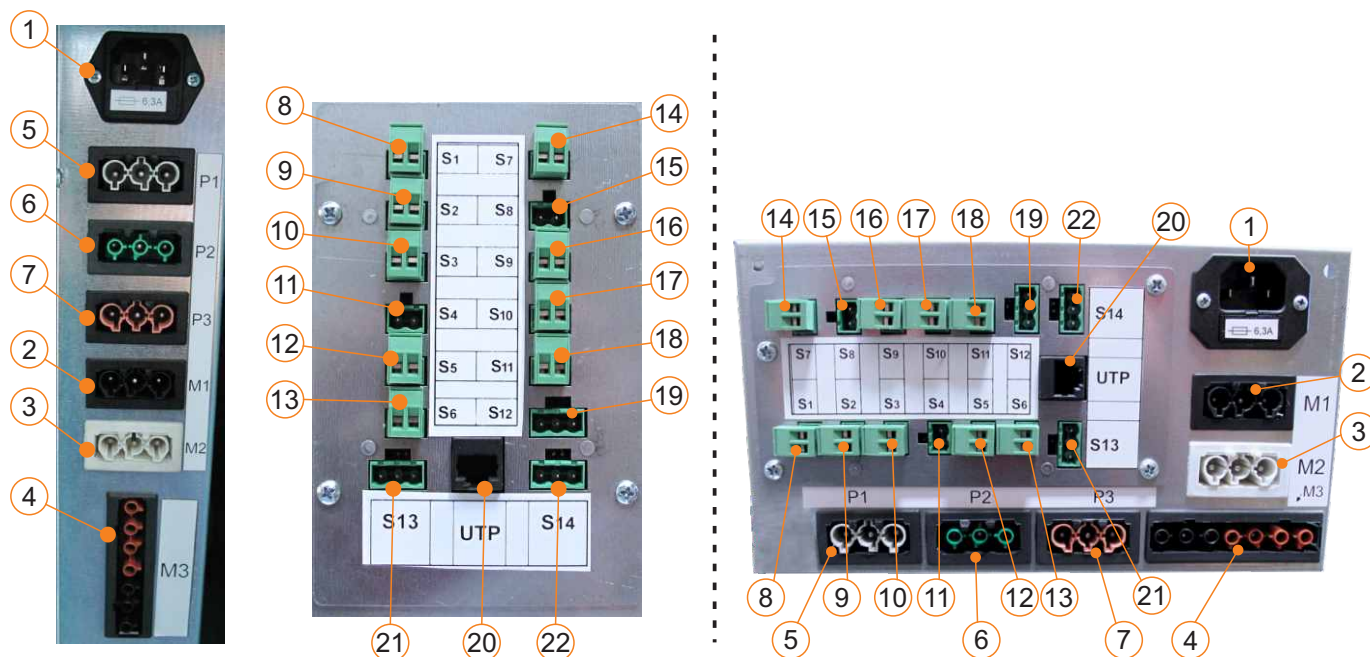 1
6,3A
5
P1
6
P2
7
P3
2
M1
3
M2
4
M3
8
14
S1 S7
9
15
S2 S8
10
16
S3 S9
11
17
S4 S10
12
18
S5 S11
13
19
S6 S12
S13 UTP S14
21 20 22
14 15 16 17 18 19 22 20 1
S14
6,3A
S7 S8 S9 S10 S11 S12
UTP
S1 S2 S3 S4 S5 S6
S13
2
M1
3
M2
M3
P1 P2 P3
8 9 10 11 12 13 21
5 6 7 4